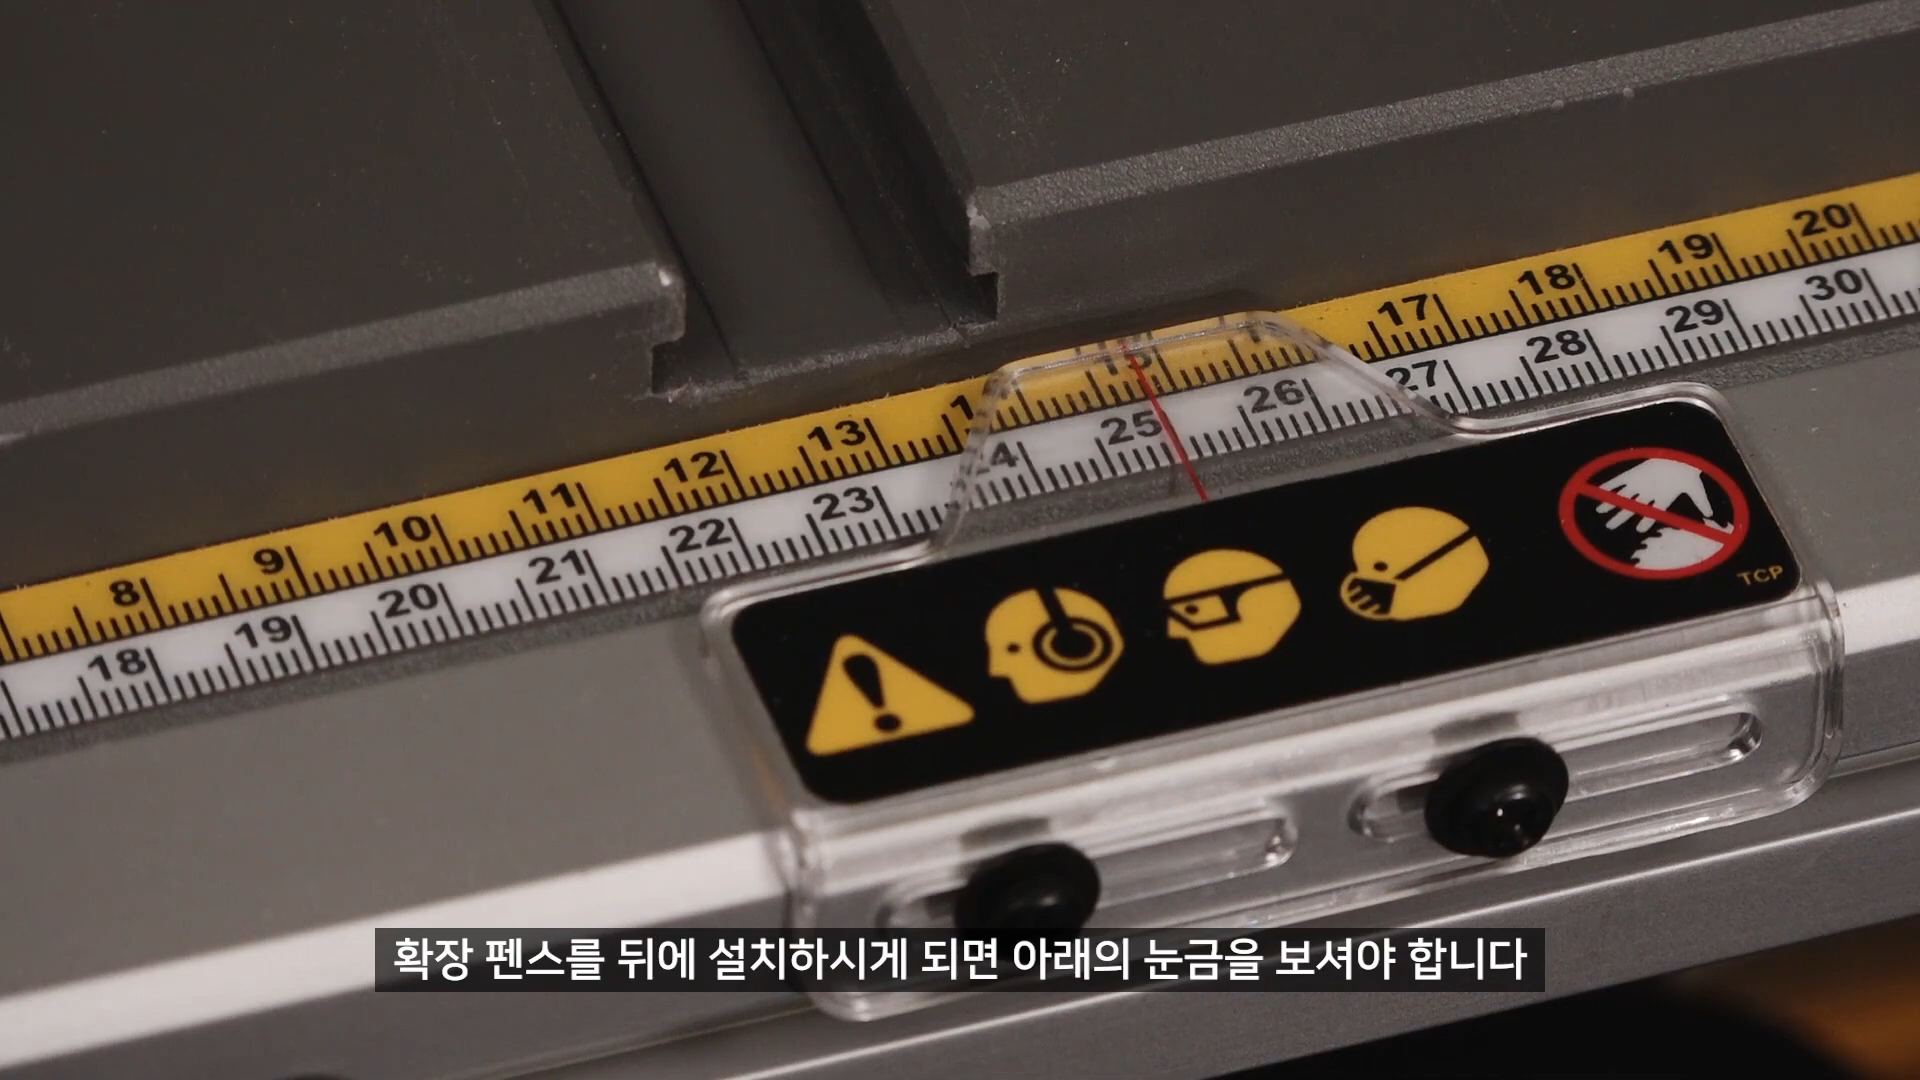 8 9 10 11 12 13 15 17 18 19 20
18 19 20 21 22 23 24 25 26 27 28 29 30
TCP
확장 펜스를 뒤에 설치하시게 되면 아래의 눈금을 보셔야 합니다